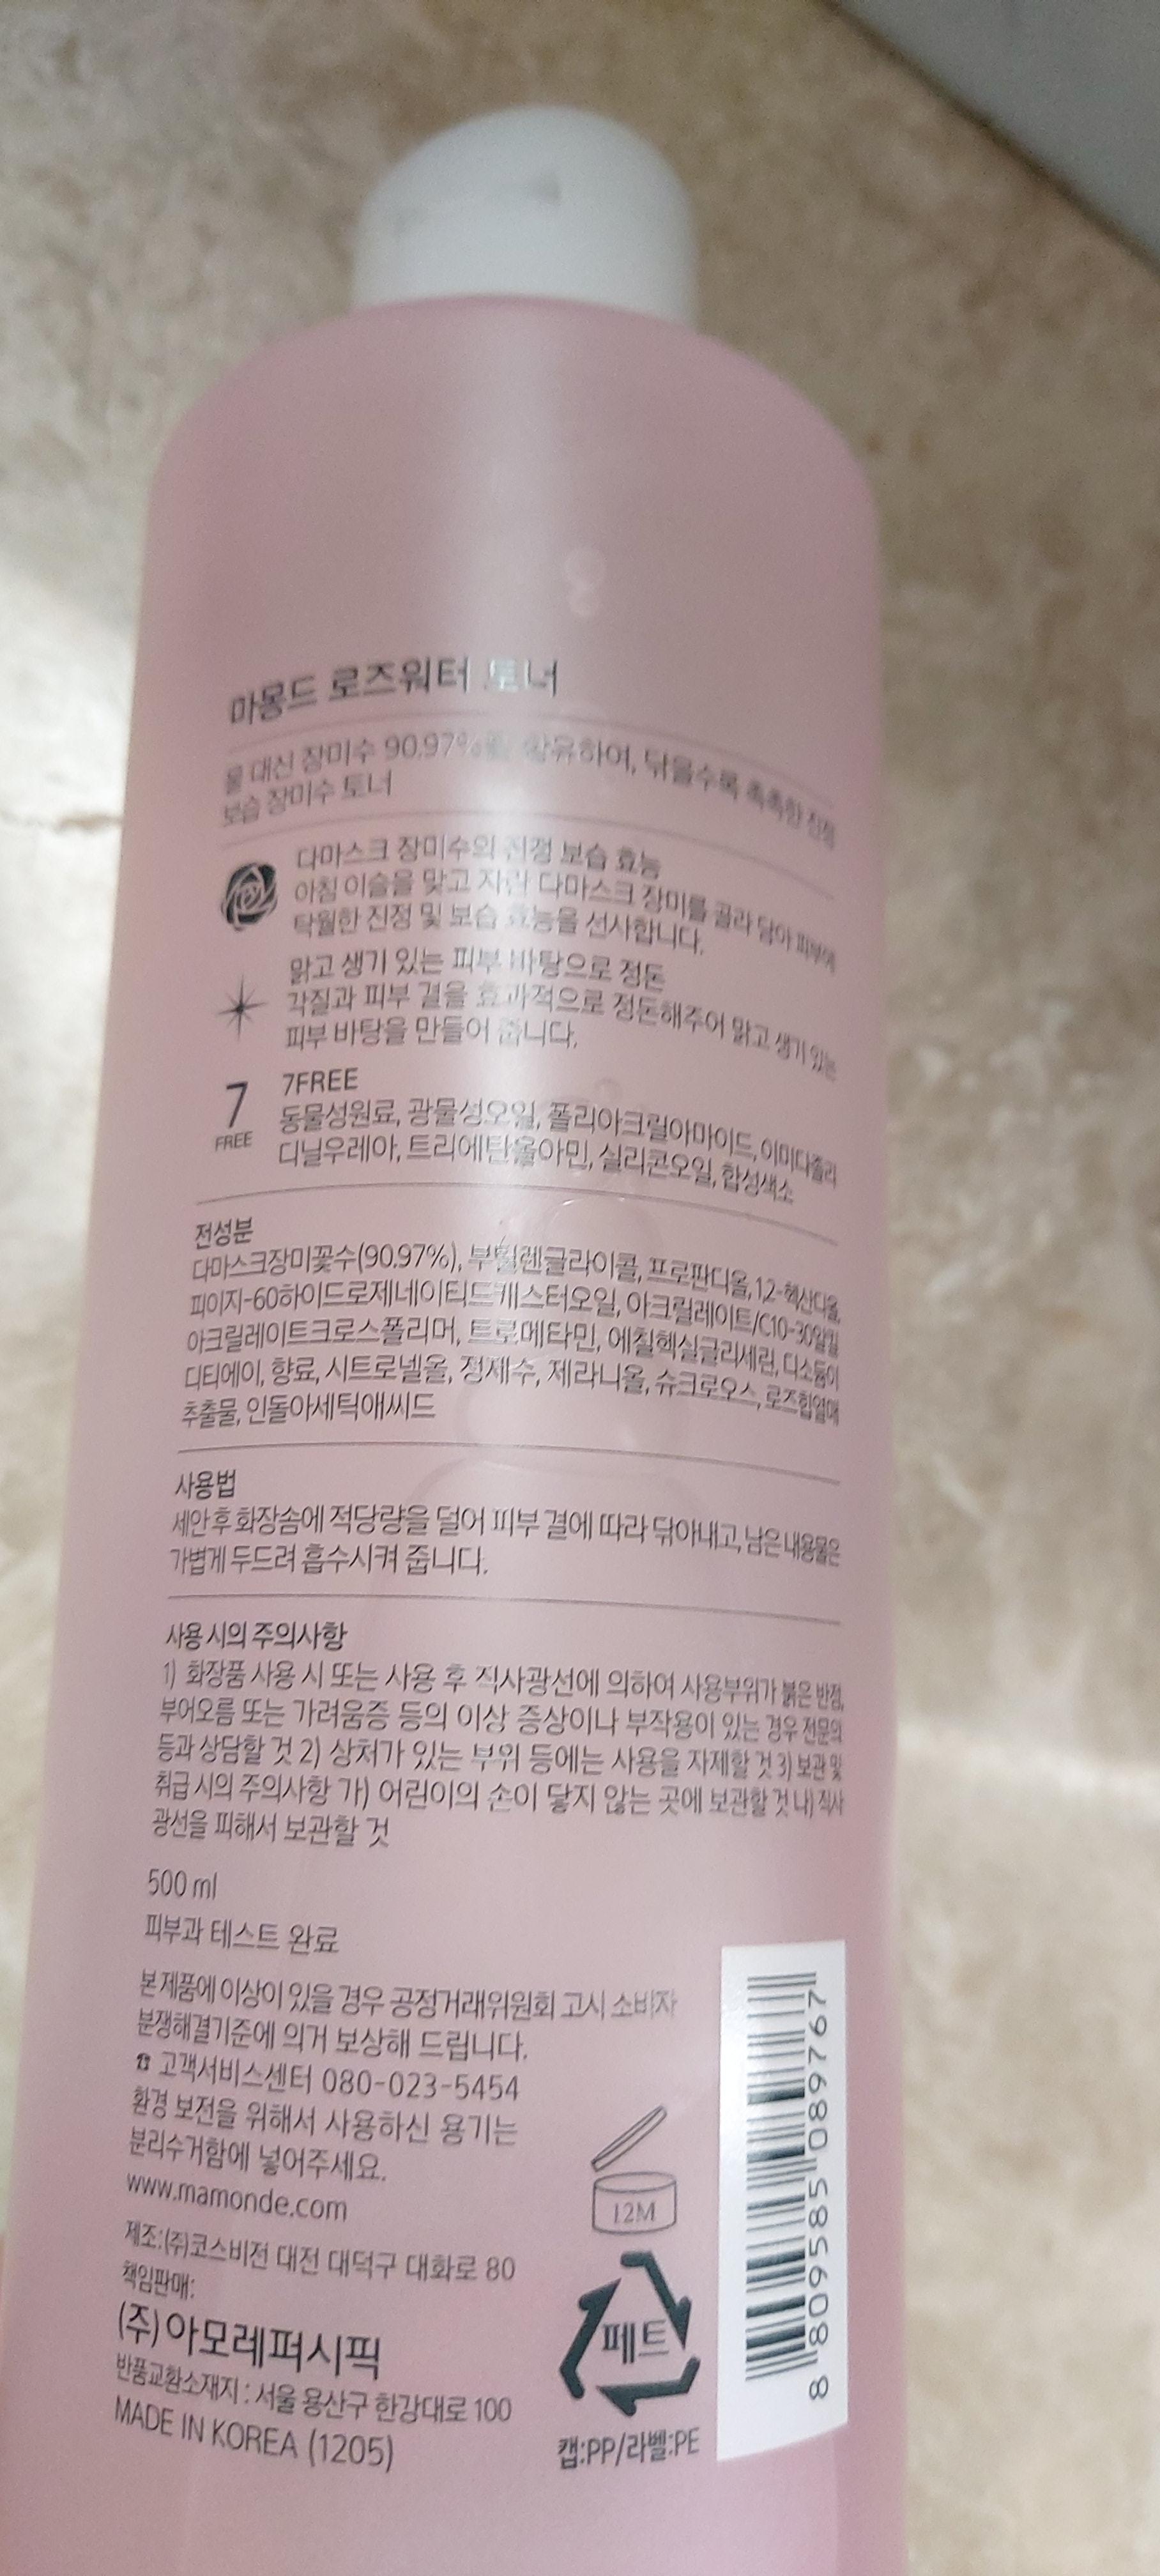 마몽드 로즈워터 토너
물 대신 장미수 90.97%를 함유하여, 닦을수록 촉촉한 진정
보습 장미수 토너
다마스크 장미수의 진정 보습 효능
아침 이슬을 맞고 자란 다마스크 장미를 골라 담아 피부에
탁월한 진정 및 보습 효능을 선사합니다.
맑고 생기 있는 피부 바탕으로 정돈
각질과 피부 결을 효과적으로 정돈해주어 맑고 생기 있는
피부 바탕을 만들어 줍니다.
7
FREE
7FREE
동물성원료, 광물성오일, 폴리아크릴아마이드, 이미다졸리
디닐우레아, 트리에탄올아민, 실리콘오일, 합성색소
전성분
다마스크장미꽃수(90.97%), 부틸렌글라이콜, 프로판디올, 1,2-헥산다올,
피이지-60하이드로제네이티드캐스터오일, 아크릴레이트/C10-30알킬
아크릴레이트크로스폴리머, 트로메타민, 에칠헥실글리세린, 디소듐이
디티에이, 향료, 시트로넬올, 정제수, 제라니올, 슈크로오스, 로즈힙열매
추출물, 인돌아세틱애씨드
사용법
세안 후 화장솜에 적당량을 덜어 피부 결에 따라 닦아내고, 남은 내용물은
가볍게 두드려 흡수시켜 줍니다.
사용 시의 주의사항
1) 화장품 사용 시 또는 사용 후 직사광선에 의하여 사용부위가 붉은 반점,
부어오름 또는 가려움증 등의 이상 증상이나 부작용이 있는 경우 전문의
등과 상담할 것 2) 상처가 있는 부위 등에는 사용을 자제할 것 3) 보관 및
취급 시의 주의사항 가) 어린이의 손이 닿지 않는 곳에 보관할 것 나) 직사
광선을 피해서 보관할 것
500 ml
피부과 테스트 완료
본 제품에 이상이 있을 경우 공정거래위원회 고시 소비자
분쟁해결기준에 의거 보상해 드립니다.
☎ 고객서비스센터 080-023-5454
환경 보전을 위해서 사용하신 용기는
분리수거함에 넣어주세요.
www.mamonde.com
제조:(주)코스비전 대전 대덕구 대화로 80
책임판매:
(주)아모레퍼시픽
반품교환소재지 : 서울 용산구 한강대로 100
MADE IN KOREA (1205)
12M
페트
캡:PP/라벨:PE
8 809585 089767